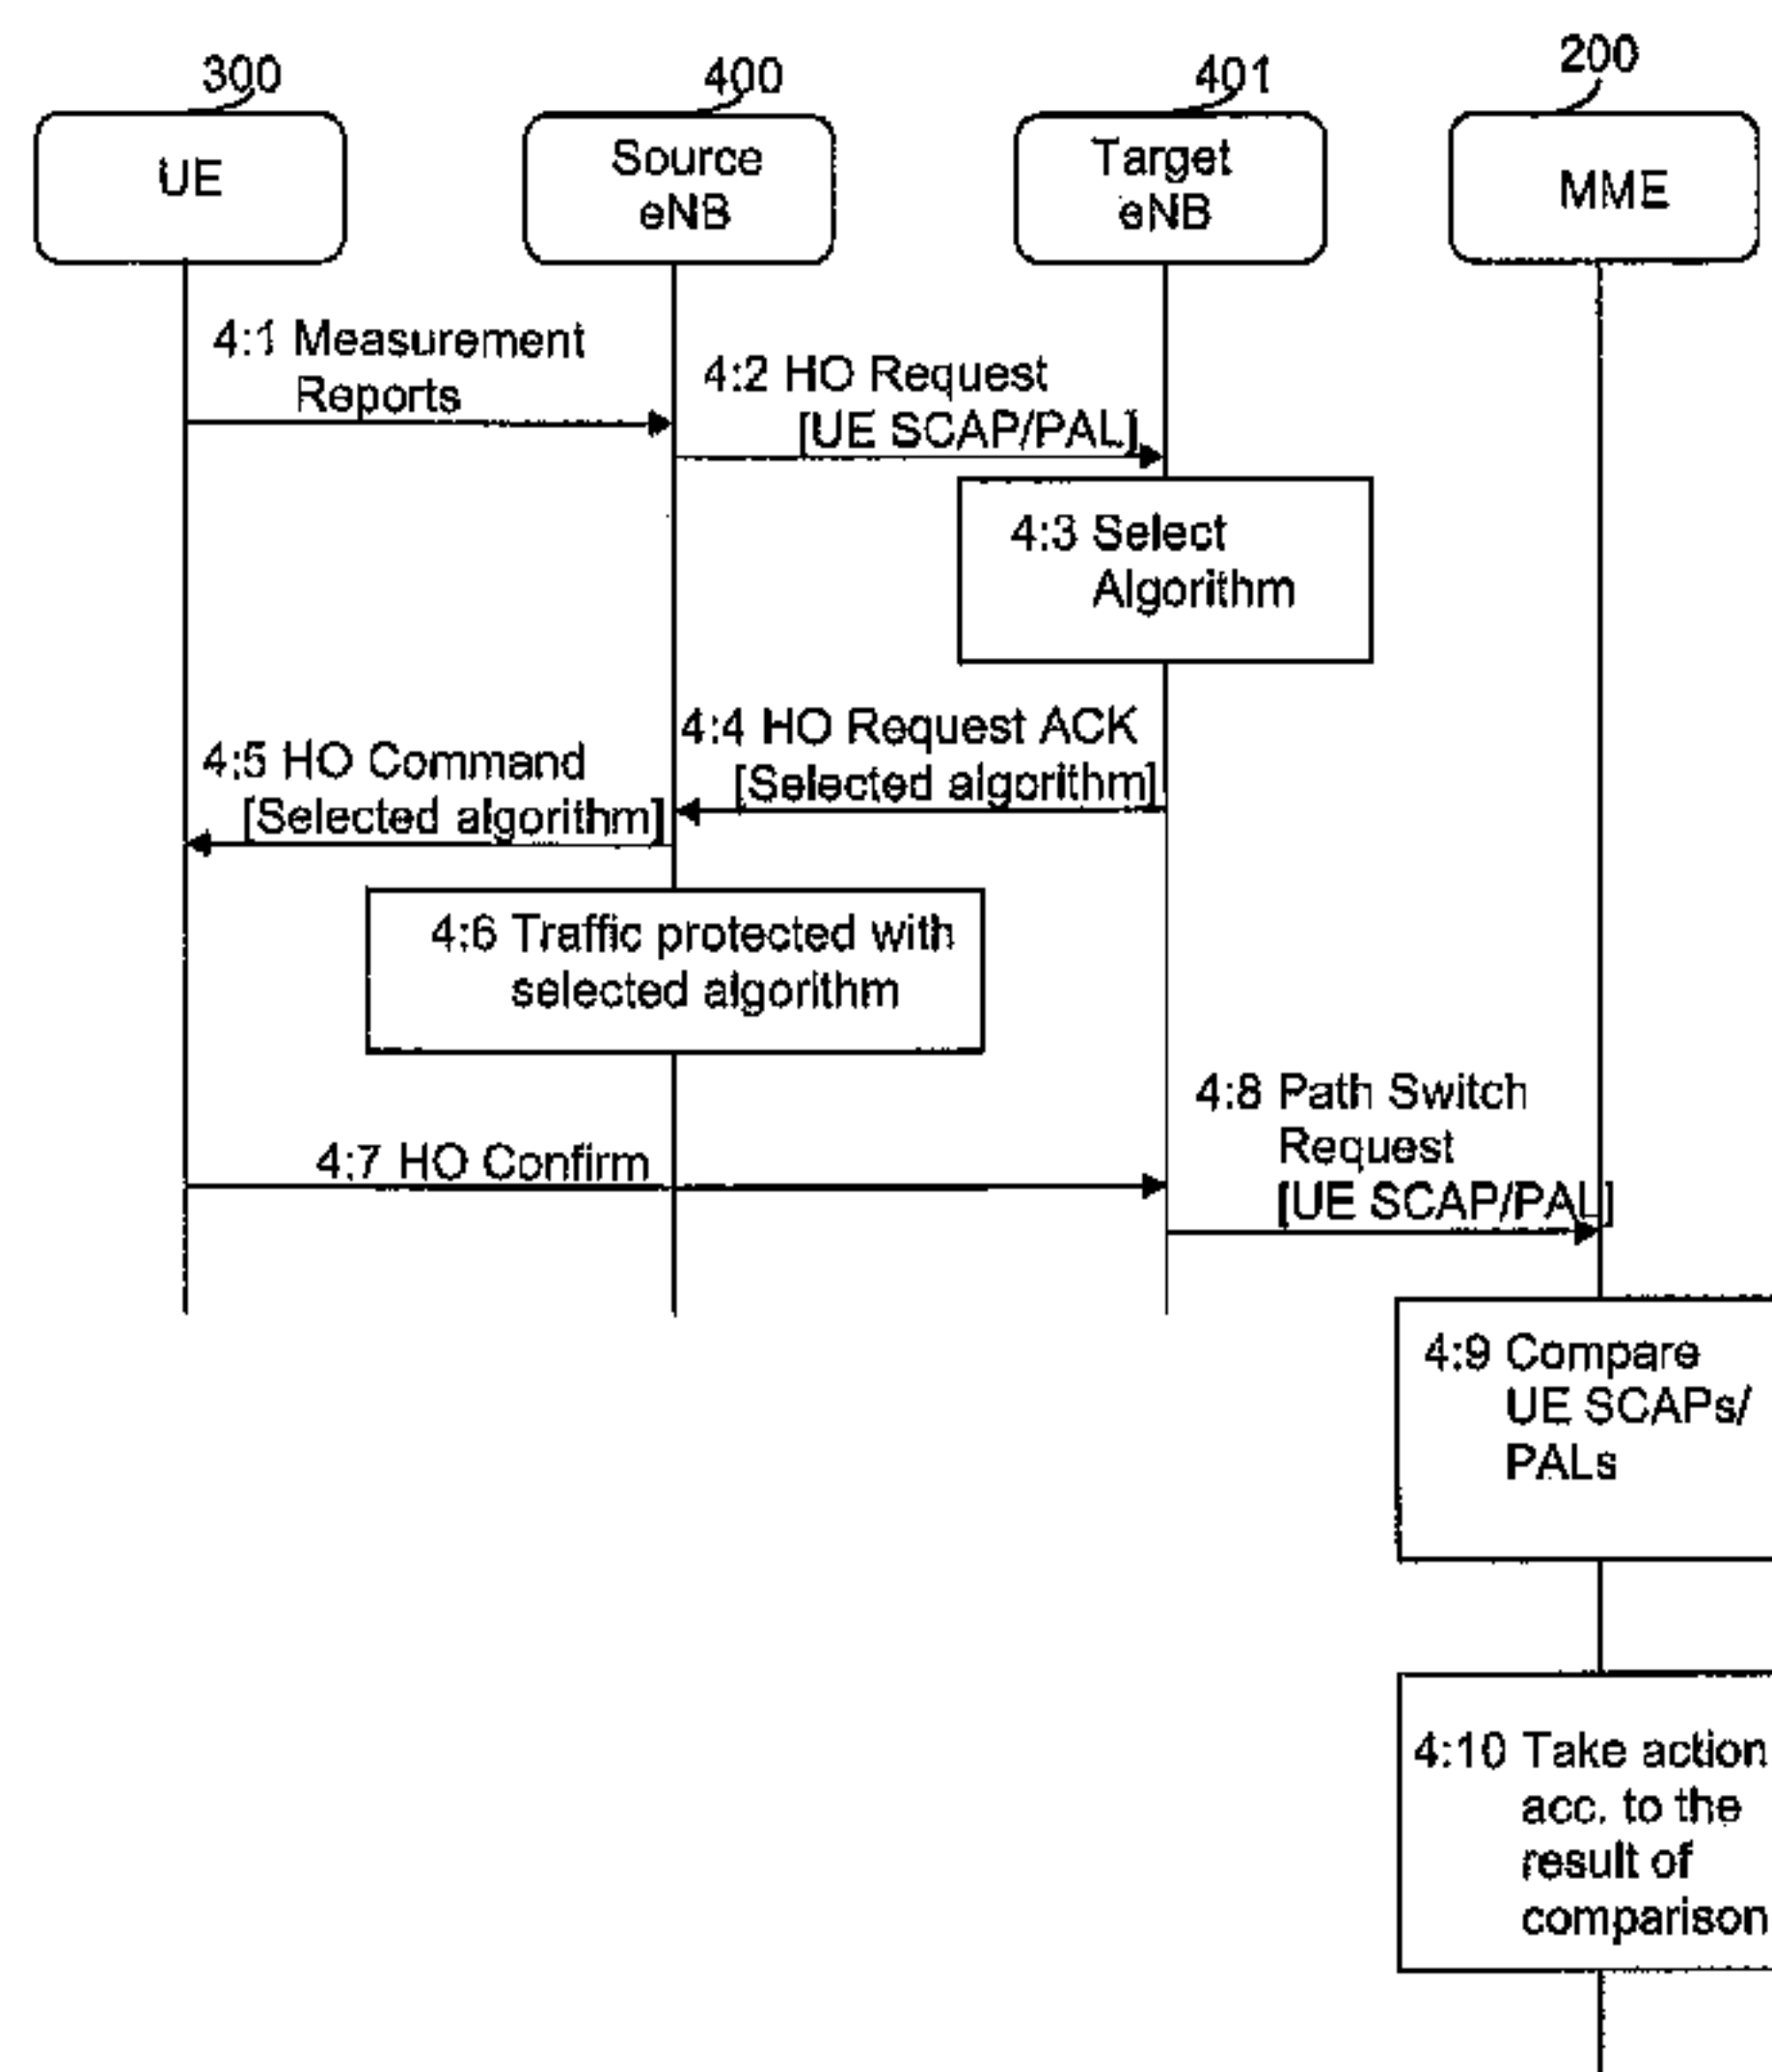 300
400
401
200
UE
Source
eNB
Target
eNB
MME
4:1 Measurement
Reports
4:2 HO Request
[UE SCAP/PAL]
4:3 Select
Algorithm
4:4 HO Request ACK
[Selected algorithm]
4:5 HO Command
[Selected algorithm]
4:6 Traffic protected with
selected algorithm
4:7 HO Confirm
4:8 Path Switch
Request
[UE SCAP/PAL]
4:9 Compare
UE SCAPs/
PALs
4:10 Take action
acc. to the
result of
comparison